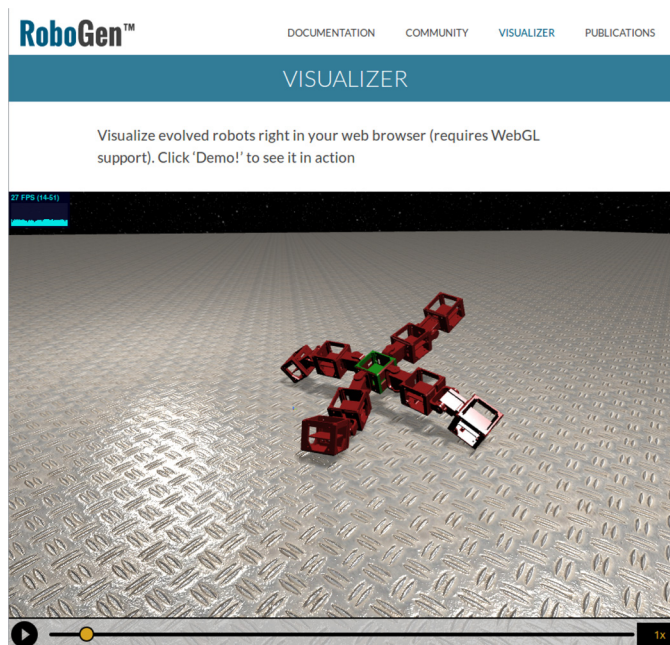 RoboGen™
DOCUMENTATION COMMUNITY VISUALIZER PUBLICATIONS
VISUALIZER
Visualize evolved robots right in your web browser (requires WebGL
support). Click ‘Demo!’ to see it in action
27 FPS (14-51)
1x